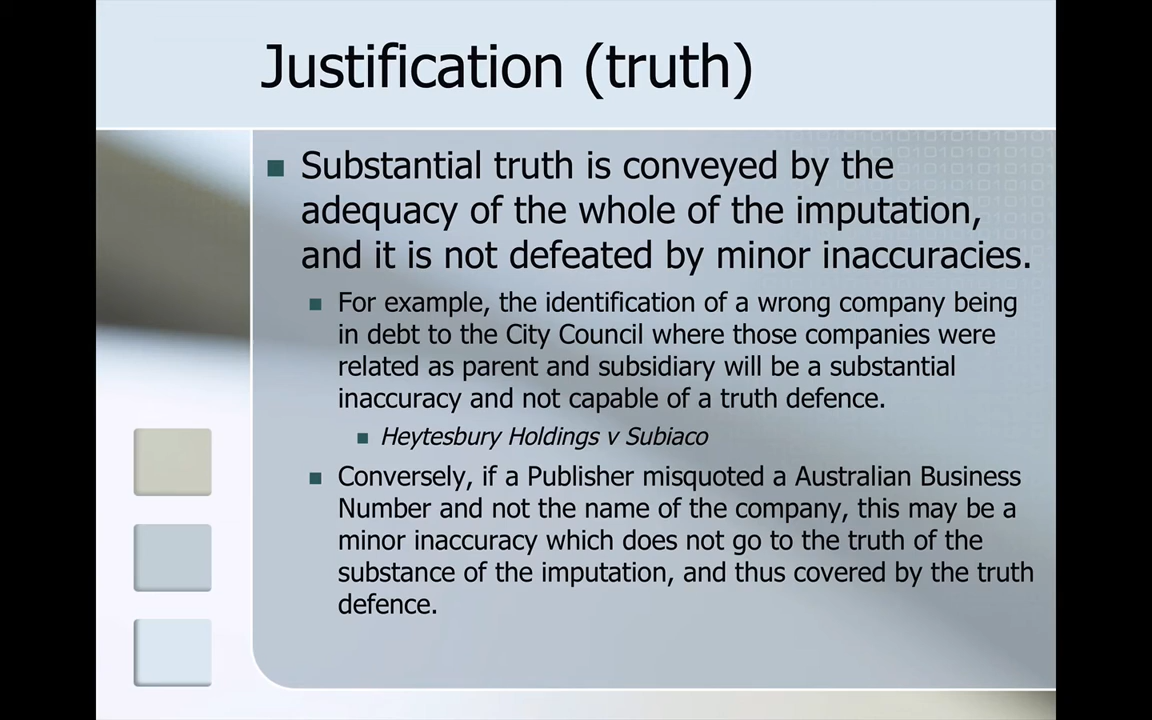 Justification (truth)
Substantial truth is conveyed by the
adequacy of the whole of the imputation,
and it is not defeated by minor inaccuracies.
For example, the identification of a wrong company being
in debt to the City Council where those companies were
related as parent and subsidiary will be a substantial
inaccuracy and not capable of a truth defence.
Heytesbury Holdings v Subiaco
Conversely, if a Publisher misquoted a Australian Business
Number and not the name of the company, this may be a
minor inaccuracy which does not go to the truth of the
substance of the imputation, and thus covered by the truth
defence.